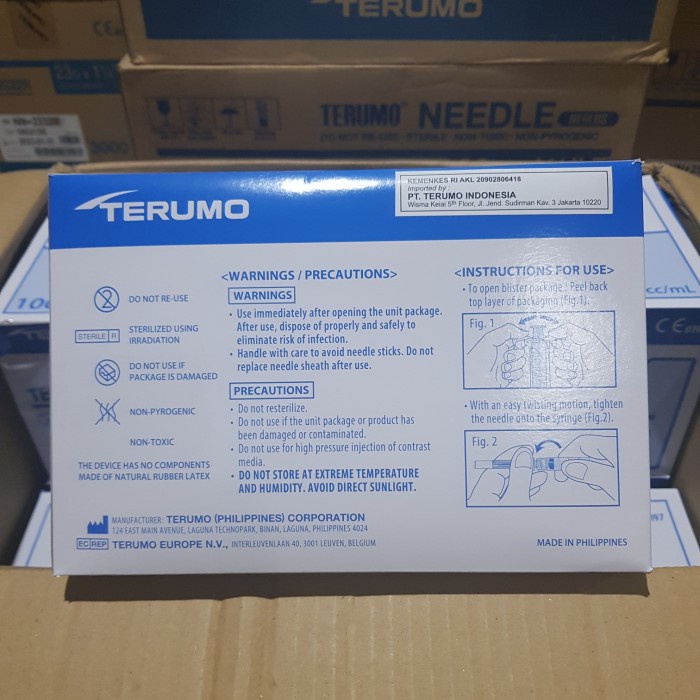 TERUMO
TERUMO NEEDLE
TERUMO
KEMENKES RI AKL 20902806418
Imported by
PT. TERUMO INDONESIA
Wisma Keiai 5th Floor, Jl. Jend. Sudirman Kav. 3 Jakarta 10220
DO NOT RE-USE
STERILE R
STERILIZED USING
IRRADIATION
DO NOT USE IF
PACKAGE IS DAMAGED
NON-PYROGENIC
NON-TOXIC
THE DEVICE HAS NO COMPONENTS
MADE OF NATURAL RUBBER LATEX
<WARNINGS / PRECAUTIONS>
WARNINGS
• Use immediately after opening the unit package.
After use, dispose of properly and safely to
eliminate risk of infection.
• Handle with care to avoid needle sticks. Do not
replace needle sheath after use.
PRECAUTIONS
• Do not resterilize.
• Do not use if the unit package or product has
been damaged or contaminated.
• Do not use for high pressure injection of contrast
media.
• DO NOT STORE AT EXTREME TEMPERATURE
AND HUMIDITY. AVOID DIRECT SUNLIGHT.
<INSTRUCTIONS FOR USE>
• To open blister package: Peel back
top layer of packaging (Fig.1).
Fig. 1
• With an easy twisting motion, tighten
the needle onto the syringe (Fig.2).
Fig. 2
MANUFACTURER: TERUMO (PHILIPPINES) CORPORATION
124 EAST MAIN AVENUE, LAGUNA TECHNOPARK, BINAN, LAGUNA, PHILIPPINES 4024
EC REP TERUMO EUROPE N.V., INTERLEUVENLAAN 40, 3001 LEUVEN, BELGIUM
MADE IN PHILIPPINES
cc/mL
CE